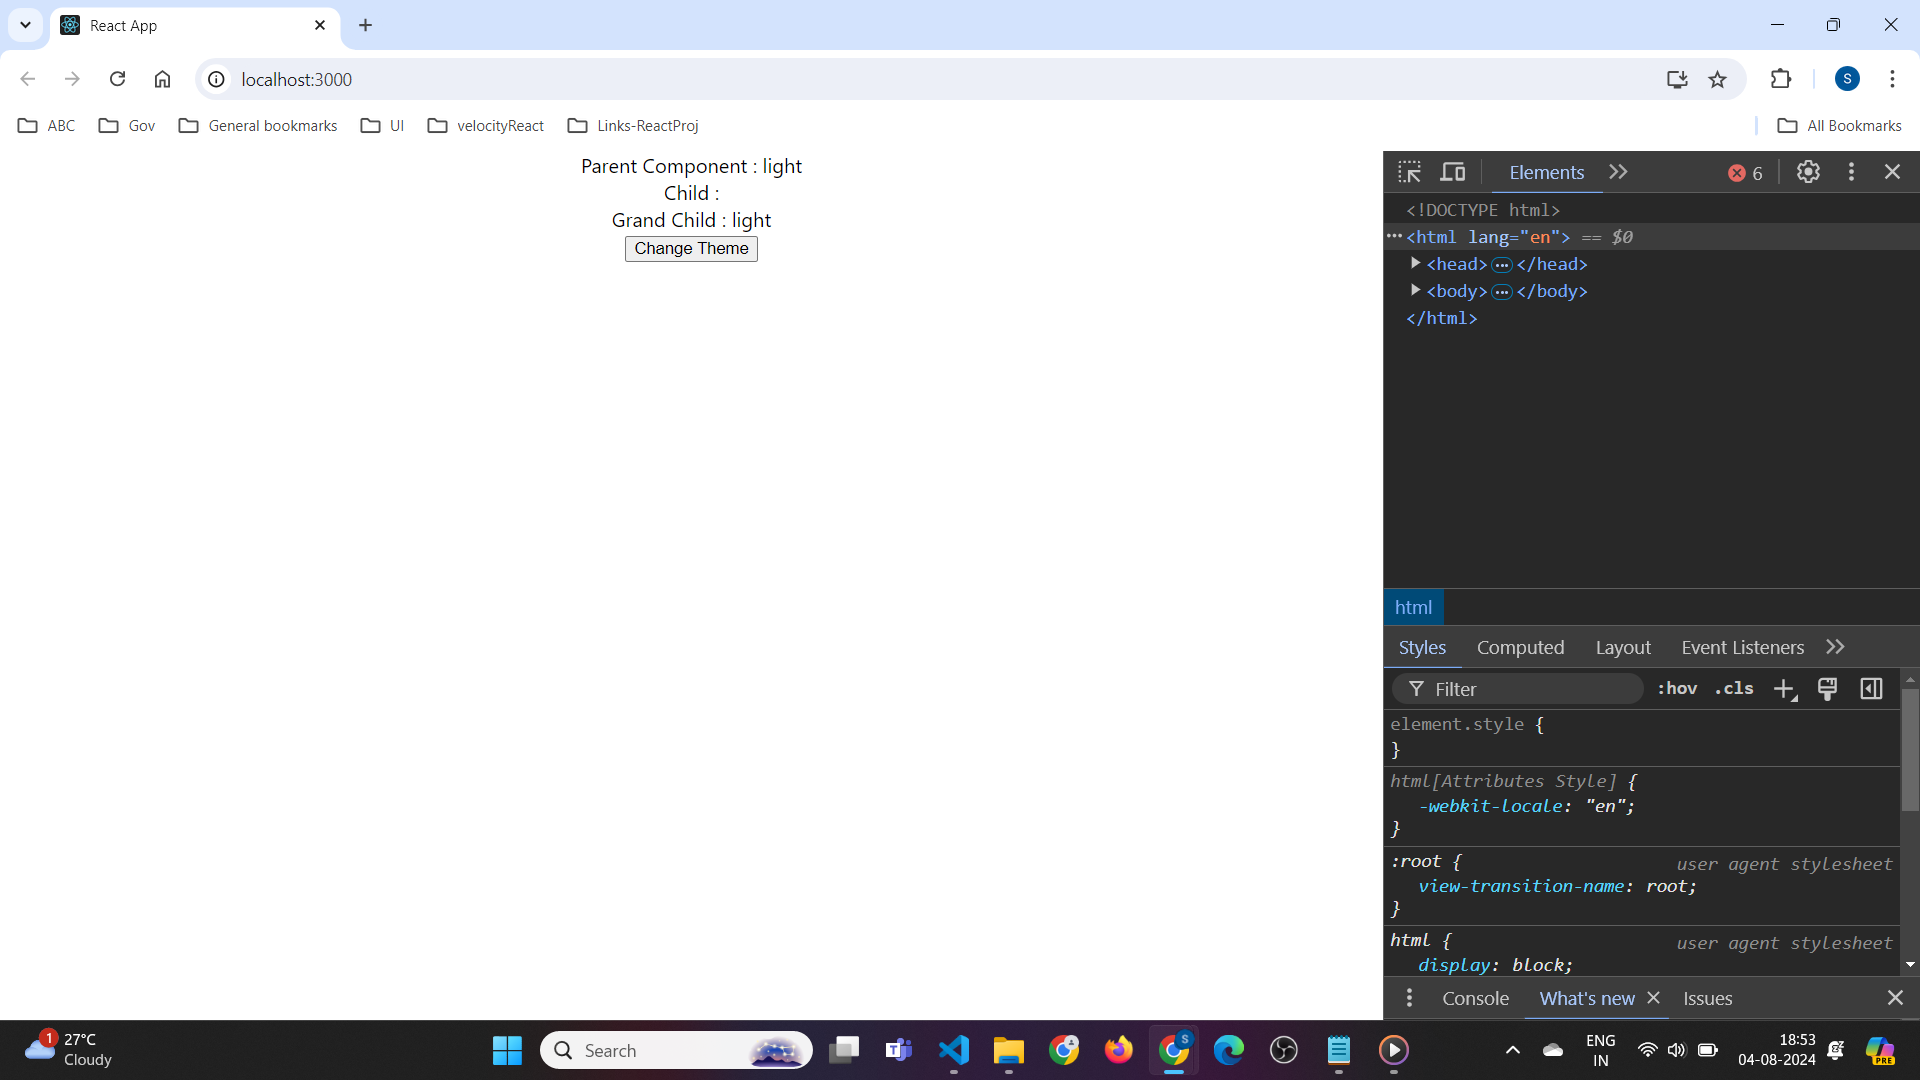 React App
localhost:3000
S
ABC
Gov
General bookmarks
UI
velocityReact
Links-ReactProj
All Bookmarks
Parent Component : light
Child :
Grand Child : light
Change Theme
Elements
6
<!DOCTYPE html>
<html lang="en"> == $0
<head>…</head>
<body>…</body>
</html>
html
Styles
Computed
Layout
Event Listeners
Filter
:hov
.cls
element.style {
}
html[Attributes Style] {
-webkit-locale: "en";
}
:root {
user agent stylesheet
view-transition-name: root;
}
html {
user agent stylesheet
display: block;
Console
What's new
Issues
1
27°C
Cloudy
Search
S
ENG
IN
18:53
04-08-2024
PRE